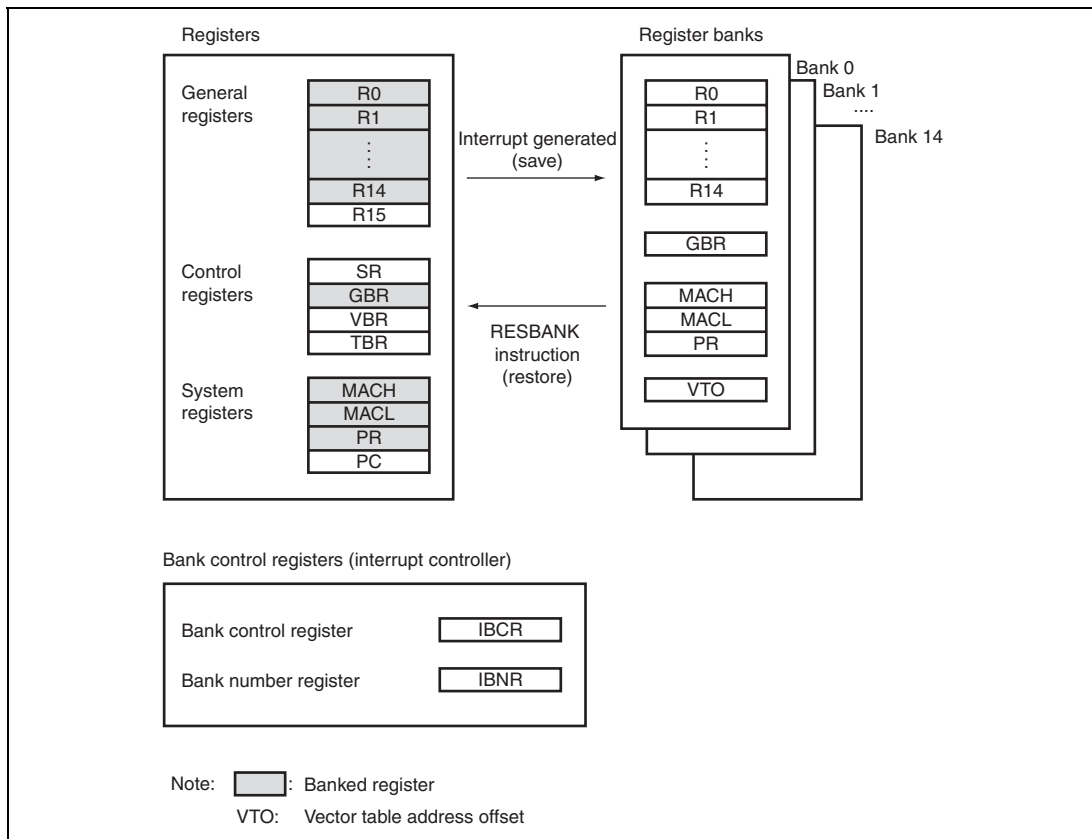 Registers
General
registers
R0
R1
R14
R15
Control
registers
SR
GBR
VBR
TBR
System
registers
MACH
MACL
PR
PC
Interrupt generated
(save)
RESBANK
instruction
(restore)
Register banks
Bank 0
Bank 1
....
Bank 14
R0
R1
R14
GBR
MACH
MACL
PR
VTO
Bank control registers (interrupt controller)
Bank control register IBCR
Bank number register IBNR
Note: : Banked register
VTO: Vector table address offset